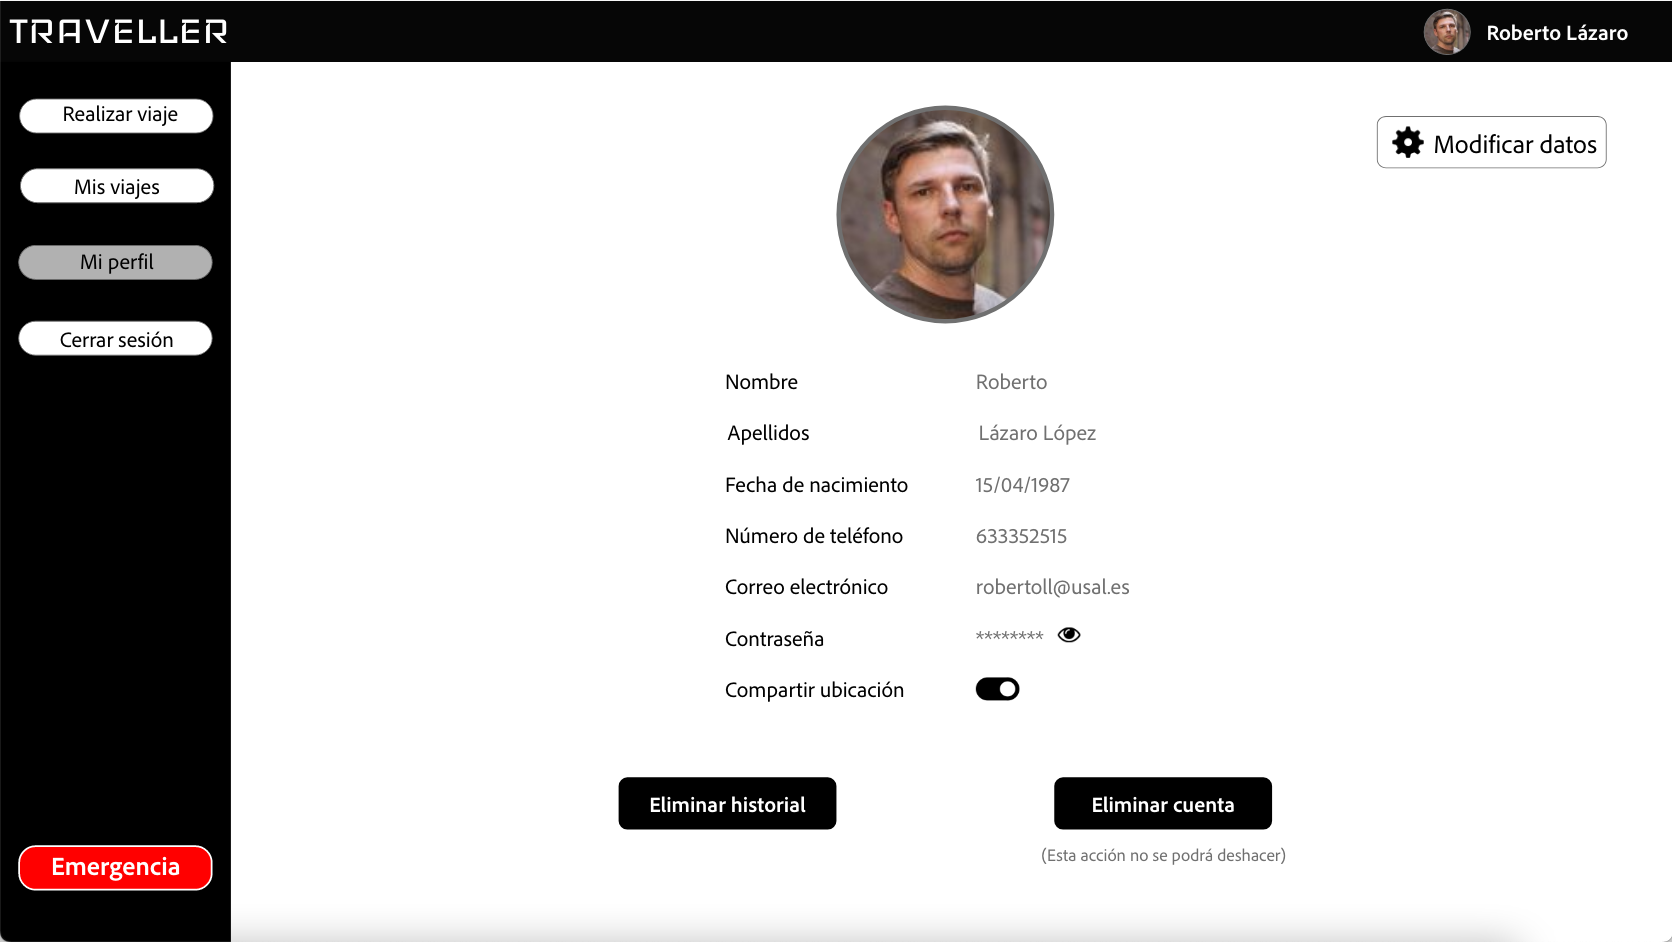 TRAVELLER
Roberto Lázaro
Realizar viaje
Mis viajes
Mi perfil
Cerrar sesión
Emergencia
Modificar datos
Nombre Roberto
Apellidos Lázaro López
Fecha de nacimiento 15/04/1987
Número de teléfono 633352515
Correo electrónico robertoll@usal.es
Contraseña ********
Compartir ubicación
Eliminar historial Eliminar cuenta
(Esta acción no se podrá deshacer)